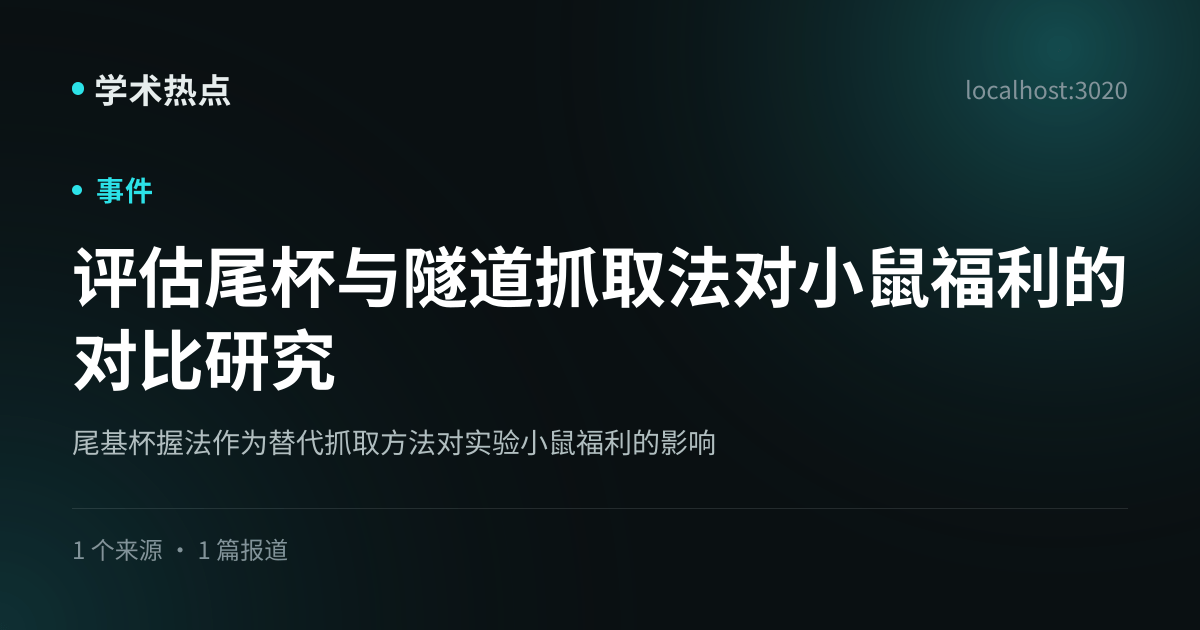 学术热点
localhost:3020
事件
评估尾杯与隧道抓取法对小鼠福利的
对比研究
尾基杯握法作为替代抓取方法对实验小鼠福利的影响
1 个来源 · 1 篇报道